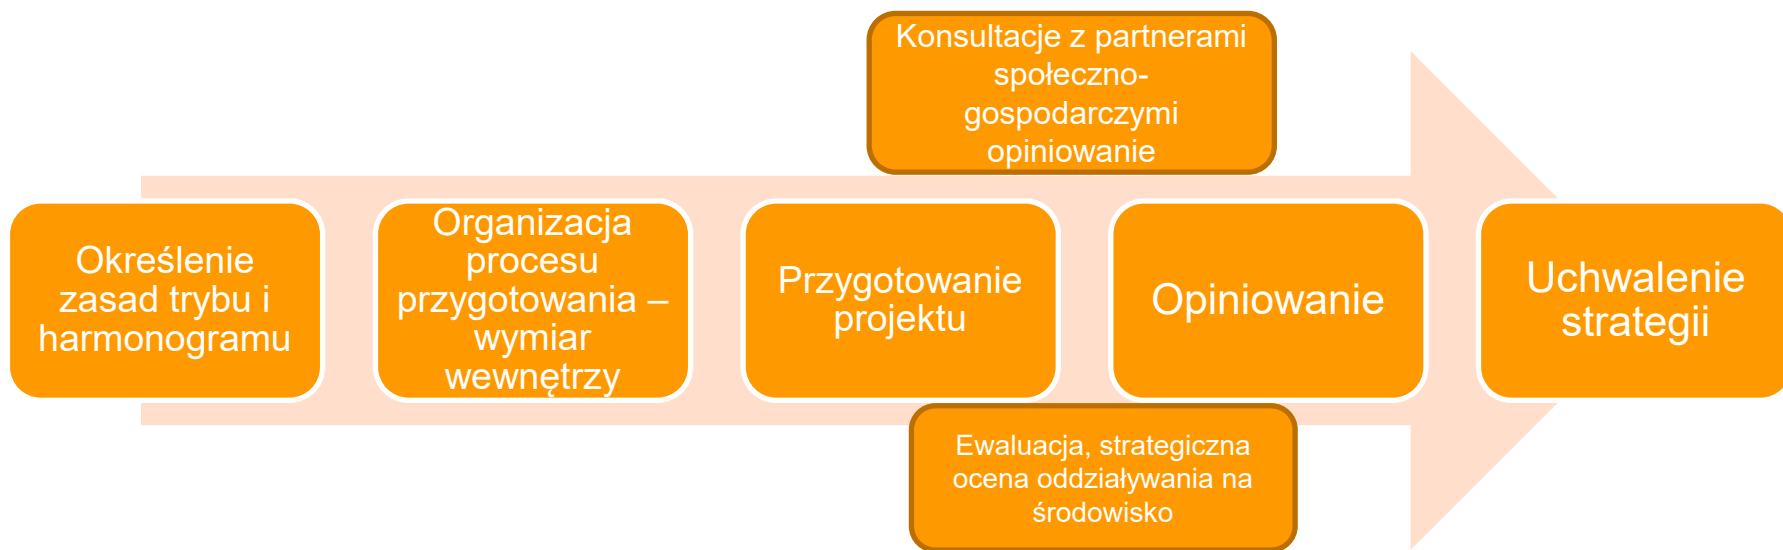 Konsultacje z partnerami
społeczno-
gospodarczymi
opiniowanie
Określenie
zasad trybu i
harmonogramu
Organizacja
procesu
przygotowania –
wymiar
wewnętrzy
Przygotowanie
projektu
Opiniowanie
Uchwalenie
strategii
Ewaluacja, strategiczna
ocena oddziaływania na
środowisko